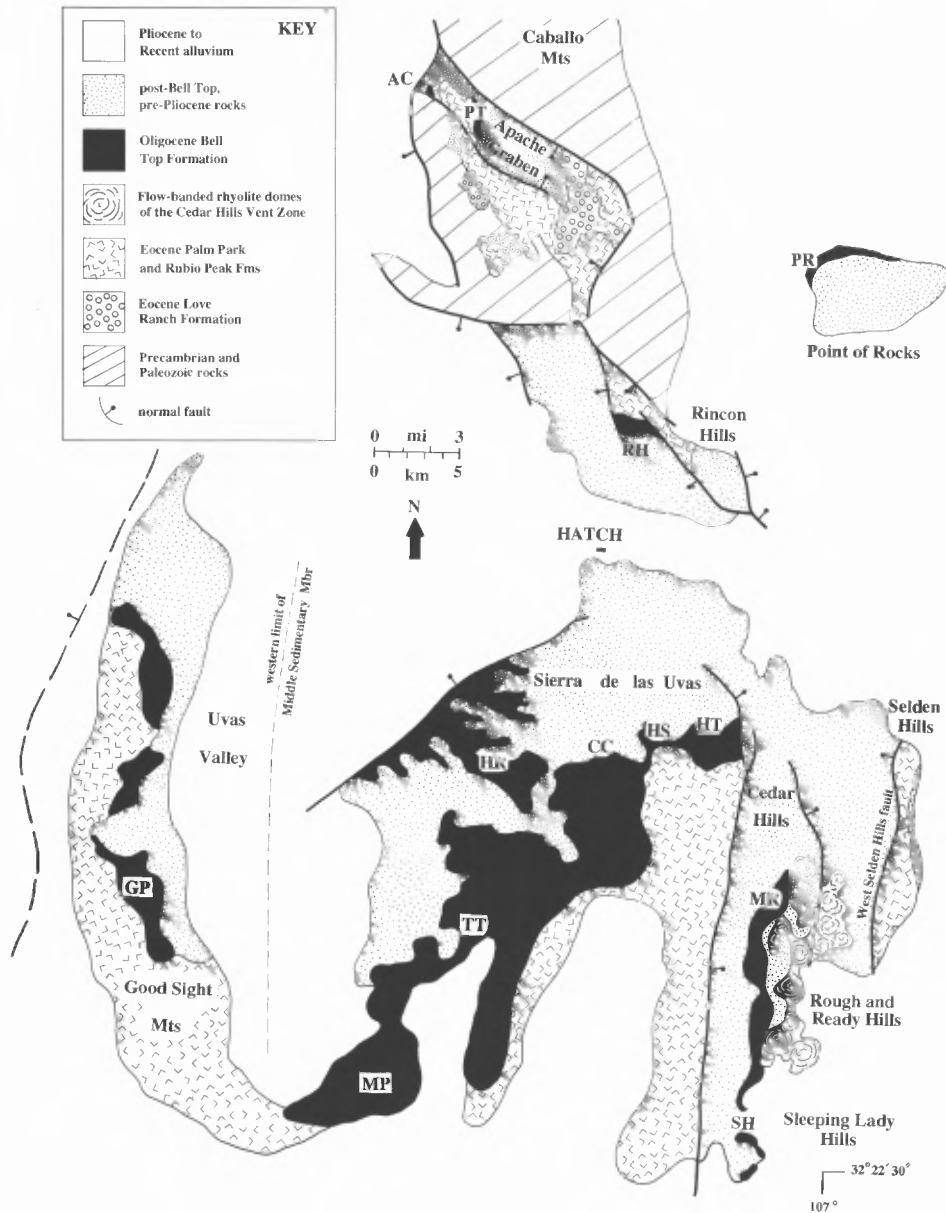 KEY
Pliocene to
Recent alluvium
post-Bell Top,
pre-Pliocene rocks
Oligocene Bell
Top Formation
Flow-banded rhyolite domes
of the Cedar Hills Vent Zone
Eocene Palm Park
and Rubio Peak Fms
Eocene Love
Ranch Formation
Precambrian and
Paleozoic rocks
normal fault
Caballo
Mts
AC
PT
Apache
Graben
PR
Point of Rocks
Rincon
Hills
RH
0 mi 3
0 km 5
N
HATCH
western limit of
Middle Sedimentary Mbr
Uvas
Valley
Sierra de las Uvas
Selden
Hills
HS
HT
CC
HR
Cedar
Hills
West Selden Hills fault
GP
MR
TT
Good Sight
Mts
Rough and
Ready Hills
MP
SH
Sleeping Lady
Hills
32° 22′ 30″
107°